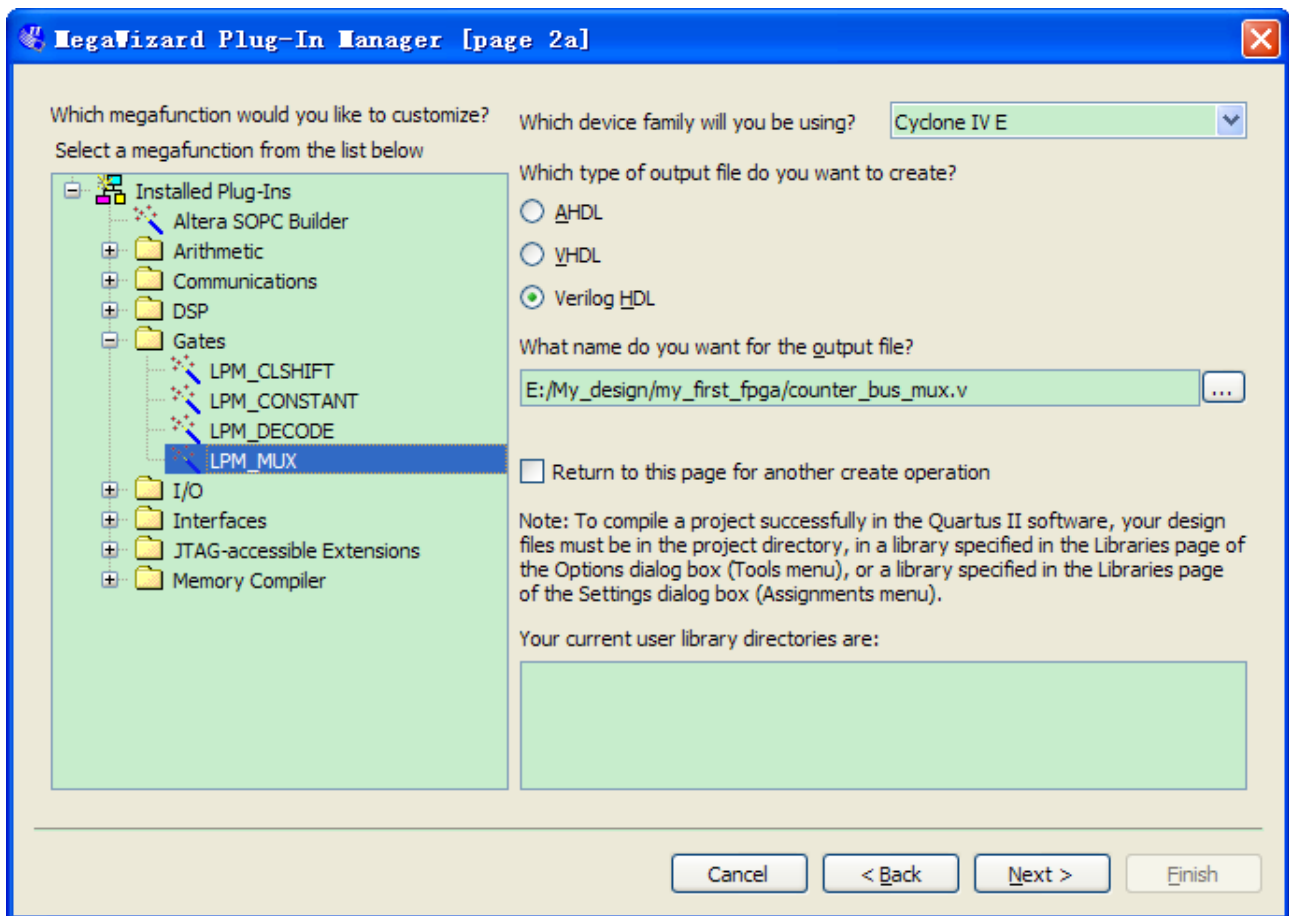 MegaWizard Plug-In Manager [page 2a]
Which megafunction would you like to customize?
Select a megafunction from the list below
Installed Plug-Ins
Altera SOPC Builder
Arithmetic
Communications
DSP
Gates
LPM_CLSHIFT
LPM_CONSTANT
LPM_DECODE
LPM_MUX
I/O
Interfaces
JTAG-accessible Extensions
Memory Compiler
Which device family will you be using?
Cyclone IV E
Which type of output file do you want to create?
AHDL
VHDL
Verilog HDL
What name do you want for the output file?
E:/My_design/my_first_fpga/counter_bus_mux.v
...
Return to this page for another create operation
Note: To compile a project successfully in the Quartus II software, your design
files must be in the project directory, in a library specified in the Libraries page of
the Options dialog box (Tools menu), or a library specified in the Libraries page
of the Settings dialog box (Assignments menu).
Your current user library directories are:
Cancel
< Back
Next >
Finish